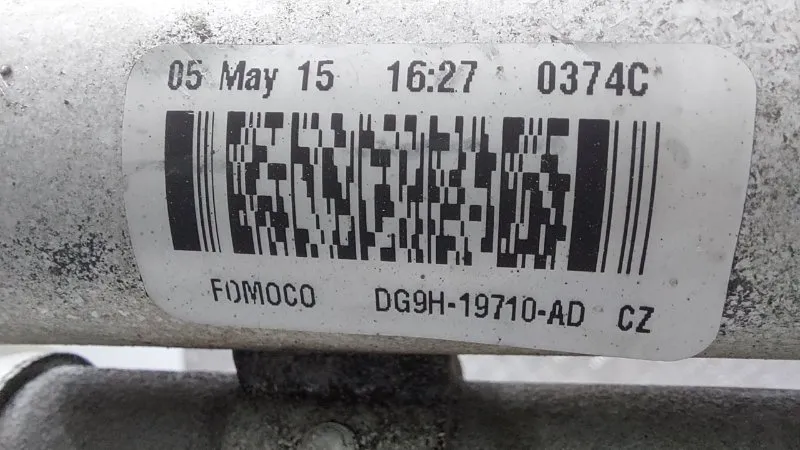 05 May 15 16:27 0374C
FOMOCO DG9H-19710-AD CZ